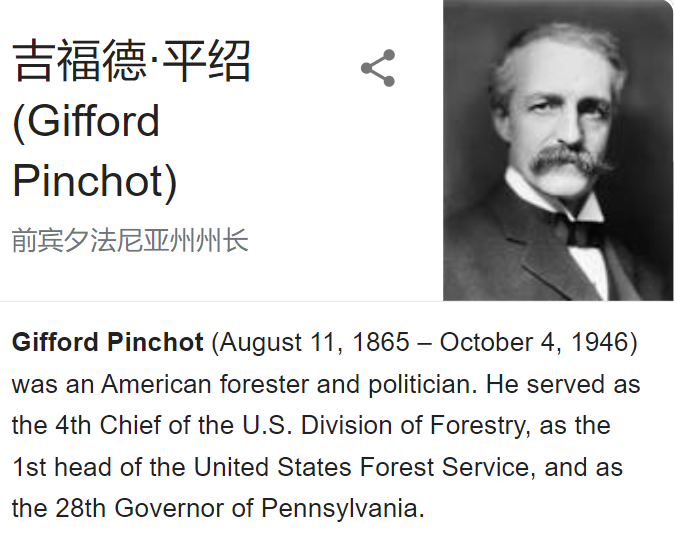 吉福德·平绍
(Gifford
Pinchot)
前宾夕法尼亚州州长
Gifford Pinchot (August 11, 1865 – October 4, 1946)
was an American forester and politician. He served as
the 4th Chief of the U.S. Division of Forestry, as the
1st head of the United States Forest Service, and as
the 28th Governor of Pennsylvania.